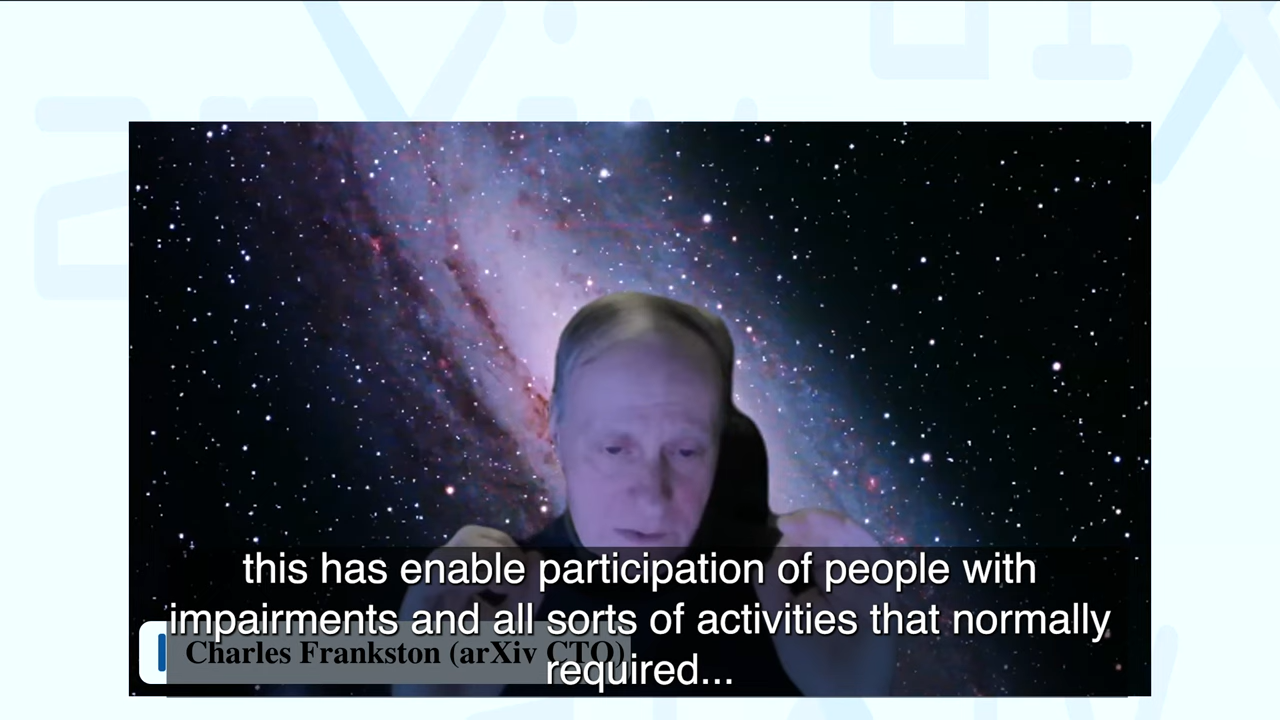 arXiv
this has enable participation of people with
impairments and all sorts of activities that normally
required...
Charles Frankston (arXiv CTO)